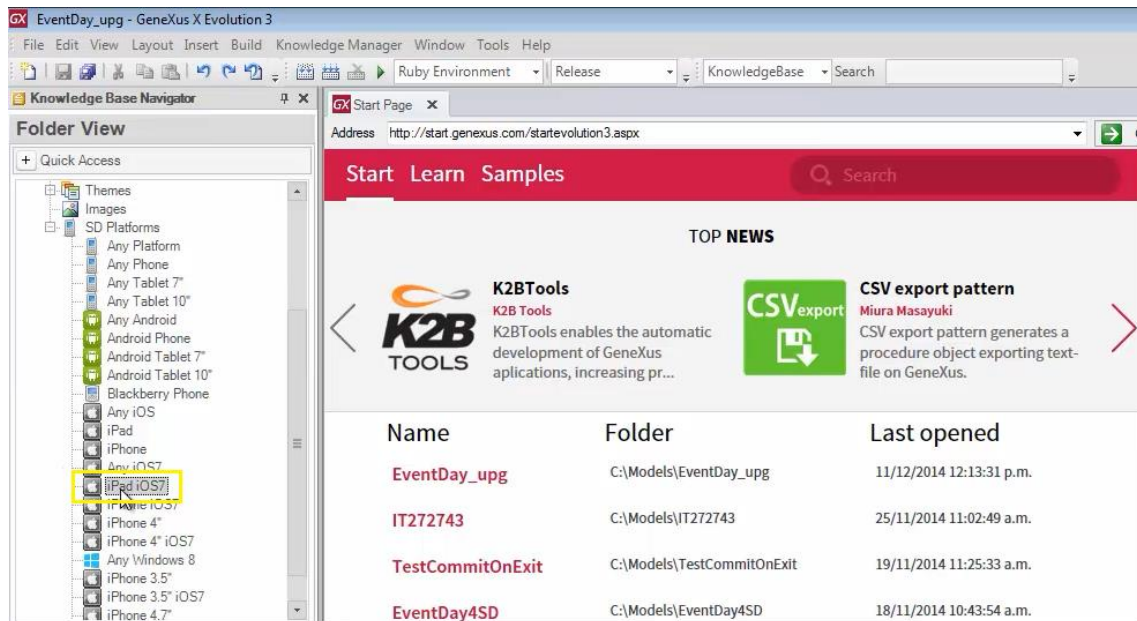 GX EventDay_upg - GeneXus X Evolution 3
File Edit View Layout Insert Build Knowledge Manager Window Tools Help
Ruby Environment Release KnowledgeBase Search
Knowledge Base Navigator
Folder View
+ Quick Access
Themes
Images
SD Platforms
Any Platform
Any Phone
Any Tablet 7"
Any Tablet 10"
Any Android
Android Phone
Android Tablet 7"
Android Tablet 10"
Blackberry Phone
Any iOS
iPad
iPhone
Any iOS7
iPad iOS7
iPhone iOS7
iPhone 4"
iPhone 4" iOS7
Any Windows 8
iPhone 3.5"
iPhone 3.5" iOS7
iPhone 4.7"
GX Start Page X
Address http://start.genexus.com/startevolution3.aspx
Start Learn Samples Search
TOP NEWS
K2B
TOOLS
K2BTools
K2B Tools
K2BTools enables the automatic
development of GeneXus
aplications, increasing pr...
CSVexport
CSV export pattern
Miura Masayuki
CSV export pattern generates a
procedure object exporting text-
file on GeneXus.
Name Folder Last opened
EventDay_upg C:\Models\EventDay_upg 11/12/2014 12:13:31 p.m.
IT272743 C:\Models\IT272743 25/11/2014 11:02:49 a.m.
TestCommitOnExit C:\Models\TestCommitOnExit 19/11/2014 11:25:33 a.m.
EventDay4SD C:\Models\EventDay4SD 18/11/2014 10:43:54 a.m.